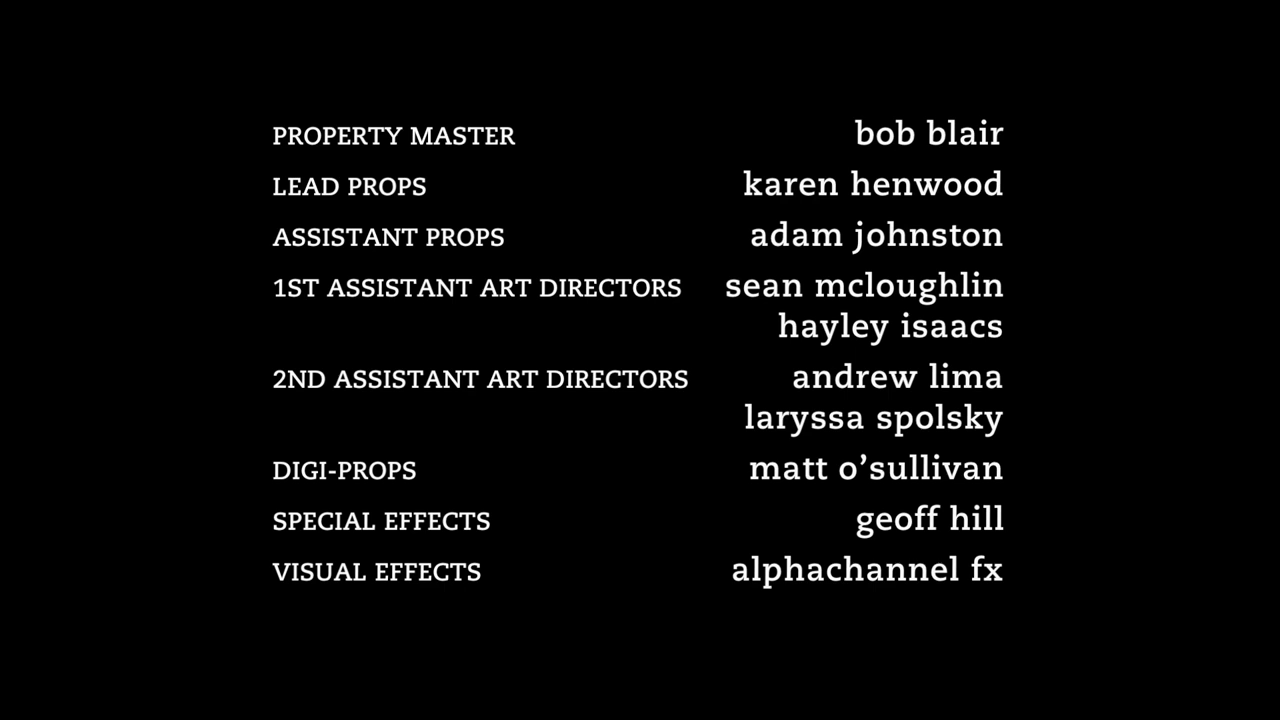 PROPERTY MASTER bob blair
LEAD PROPS karen henwood
ASSISTANT PROPS adam johnston
1ST ASSISTANT ART DIRECTORS sean mcloughlin
hayley isaacs
2ND ASSISTANT ART DIRECTORS andrew lima
laryssa spolsky
DIGI-PROPS matt o’sullivan
SPECIAL EFFECTS geoff hill
VISUAL EFFECTS alphachannel fx